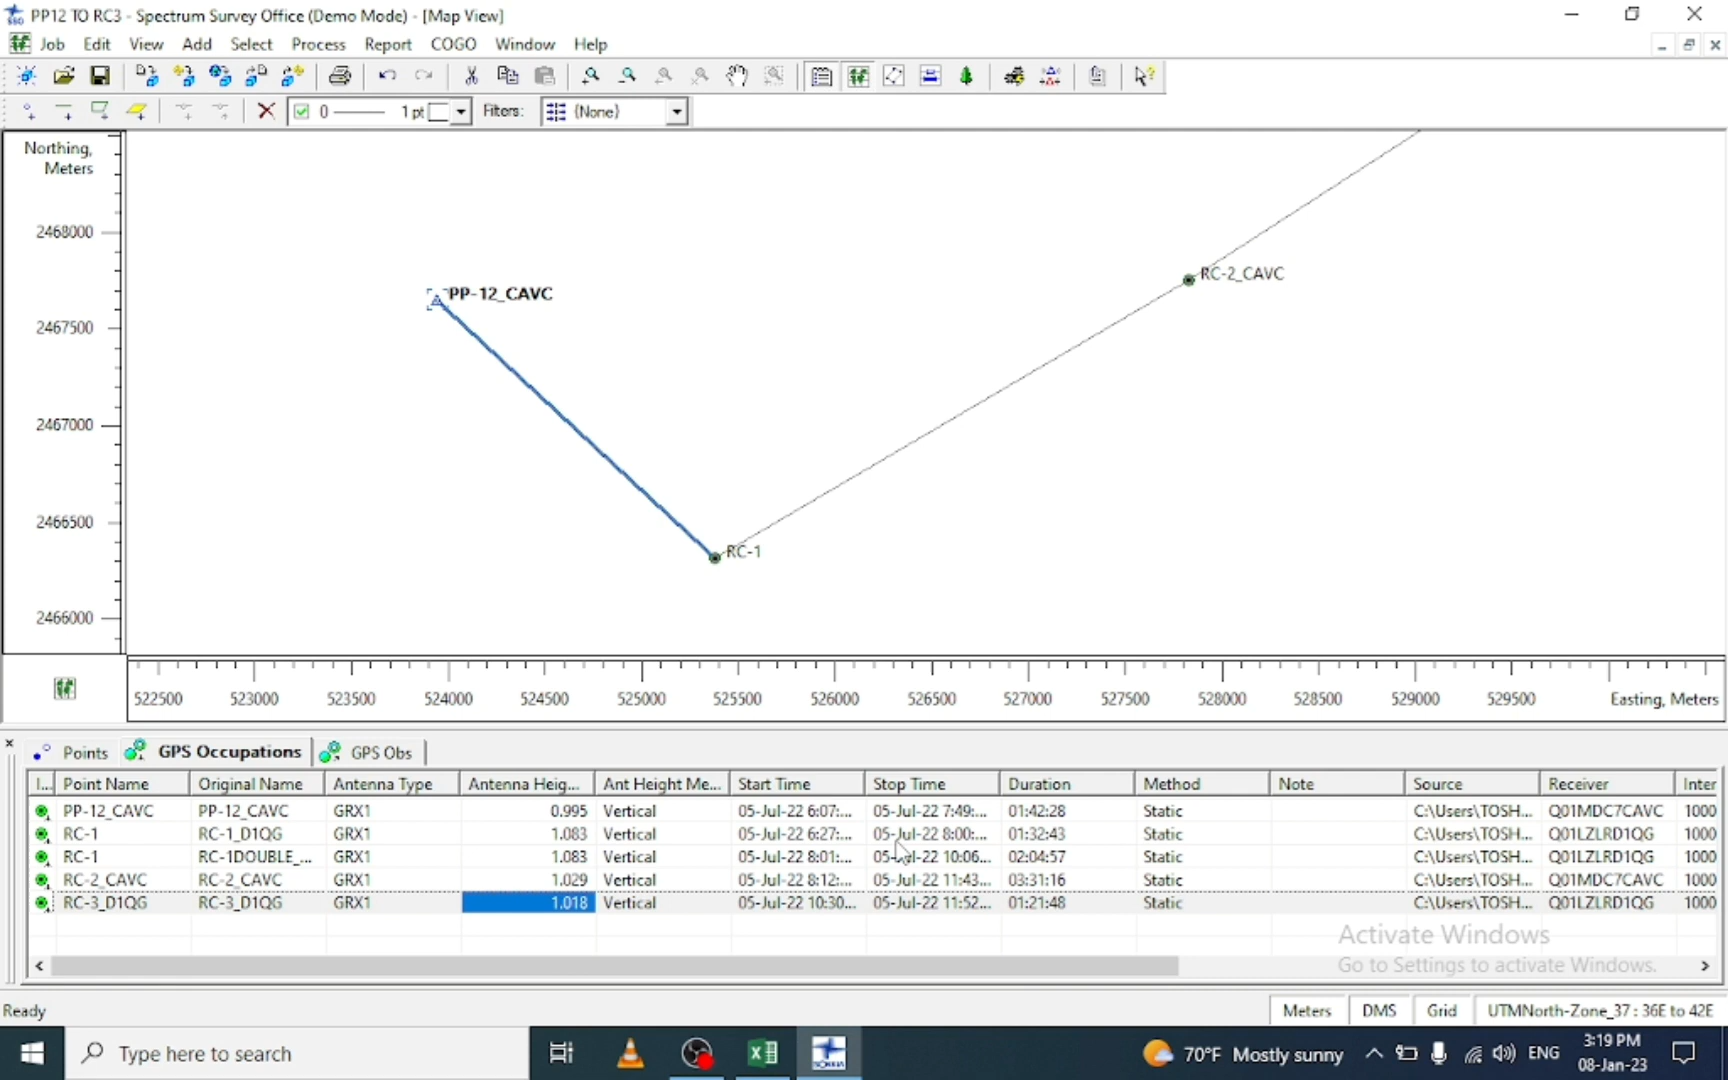 PP12 TO RC3 - Spectrum Survey Office (Demo Mode) - [Map View]
Job Edit View Add Select Process Report COGO Window Help
0 1 pt Filters: (None)
Northing, Meters
2468000
2467500
2467000
2466500
2466000
PP-12_CAVC
RC-2_CAVC
RC-1
522500 523000 523500 524000 524500 525000 525500 526000 526500 527000 527500 528000 528500 529000 529500 Easting, Meters
Points GPS Occupations GPS Obs
I... Point Name Original Name Antenna Type Antenna Heig... Ant Height Me... Start Time Stop Time Duration Method Note Source Receiver Inter
PP-12_CAVC PP-12_CAVC GRX1 0.995 Vertical 05-Jul-22 6:07:... 05-Jul-22 7:49:... 01:42:28 Static C:\Users\TOSH... Q01MDC7CAVC 1000
RC-1 RC-1_D1QG GRX1 1.083 Vertical 05-Jul-22 6:27:... 05-Jul-22 8:00:... 01:32:43 Static C:\Users\TOSH... Q01LZLRD1QG 1000
RC-1 RC-1DOUBLE_... GRX1 1.083 Vertical 05-Jul-22 8:01:... 05-Jul-22 10:06... 02:04:57 Static C:\Users\TOSH... Q01LZLRD1QG 1000
RC-2_CAVC RC-2_CAVC GRX1 1.029 Vertical 05-Jul-22 8:12:... 05-Jul-22 11:43... 03:31:16 Static C:\Users\TOSH... Q01MDC7CAVC 1000
RC-3_D1QG RC-3_D1QG GRX1 1.018 Vertical 05-Jul-22 10:30... 05-Jul-22 11:52... 01:21:48 Static C:\Users\TOSH... Q01LZLRD1QG 1000
Activate Windows
Go to Settings to activate Windows.
Ready Meters DMS Grid UTMNorth-Zone_37 : 36E to 42E
Type here to search SOKKIA 70°F Mostly sunny ENG 3:19 PM
08-Jan-23